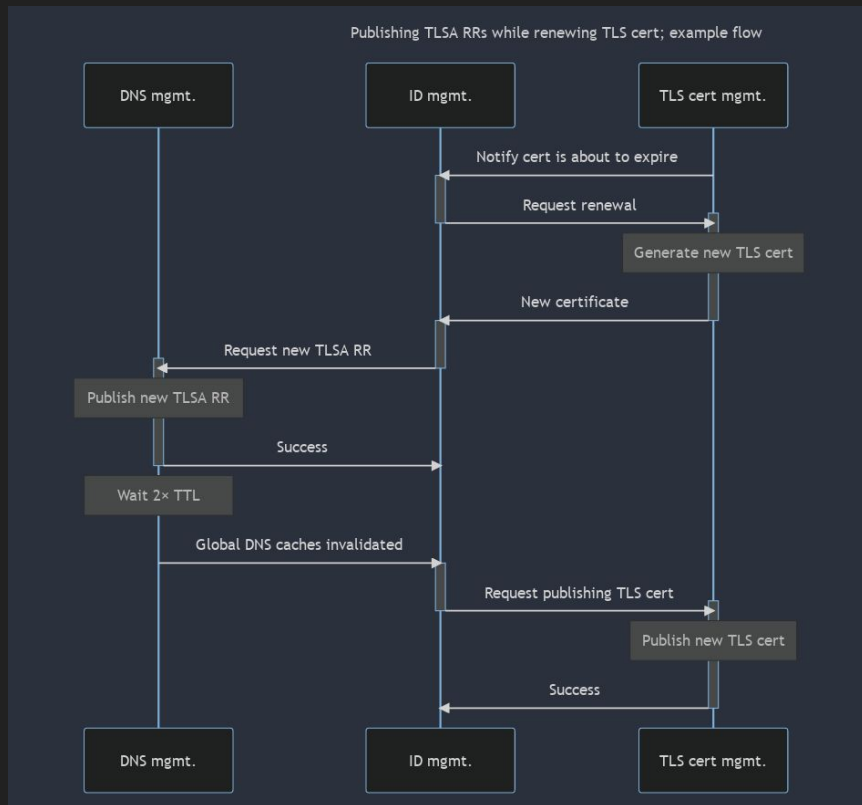 Publishing TLSA RRs while renewing TLS cert; example flow
DNS mgmt.
ID mgmt.
TLS cert mgmt.
Notify cert is about to expire
Request renewal
Generate new TLS cert
New certificate
Request new TLSA RR
Publish new TLSA RR
Success
Wait 2× TTL
Global DNS caches invalidated
Request publishing TLS cert
Publish new TLS cert
Success
DNS mgmt.
ID mgmt.
TLS cert mgmt.